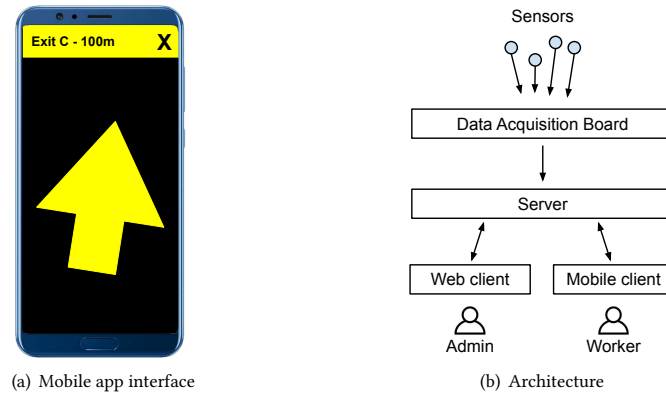 Exit C - 100m X
(a) Mobile app interface
Sensors
Data Acquisition Board
Server
Web client Mobile client
Admin Worker
(b) Architecture